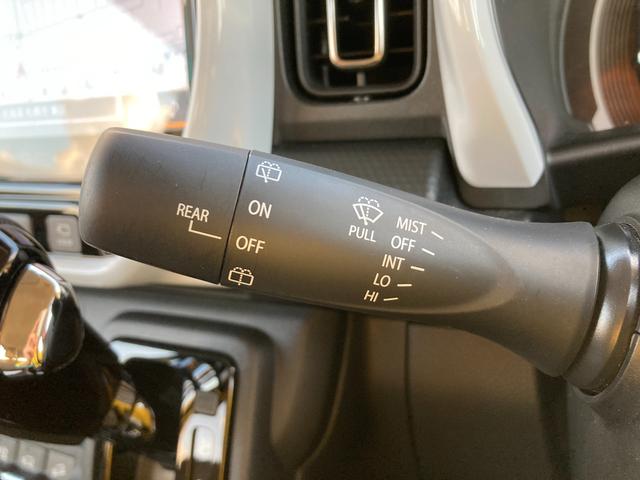 REAR
ON
OFF
PULL
MIST
OFF
INT
LO
HI